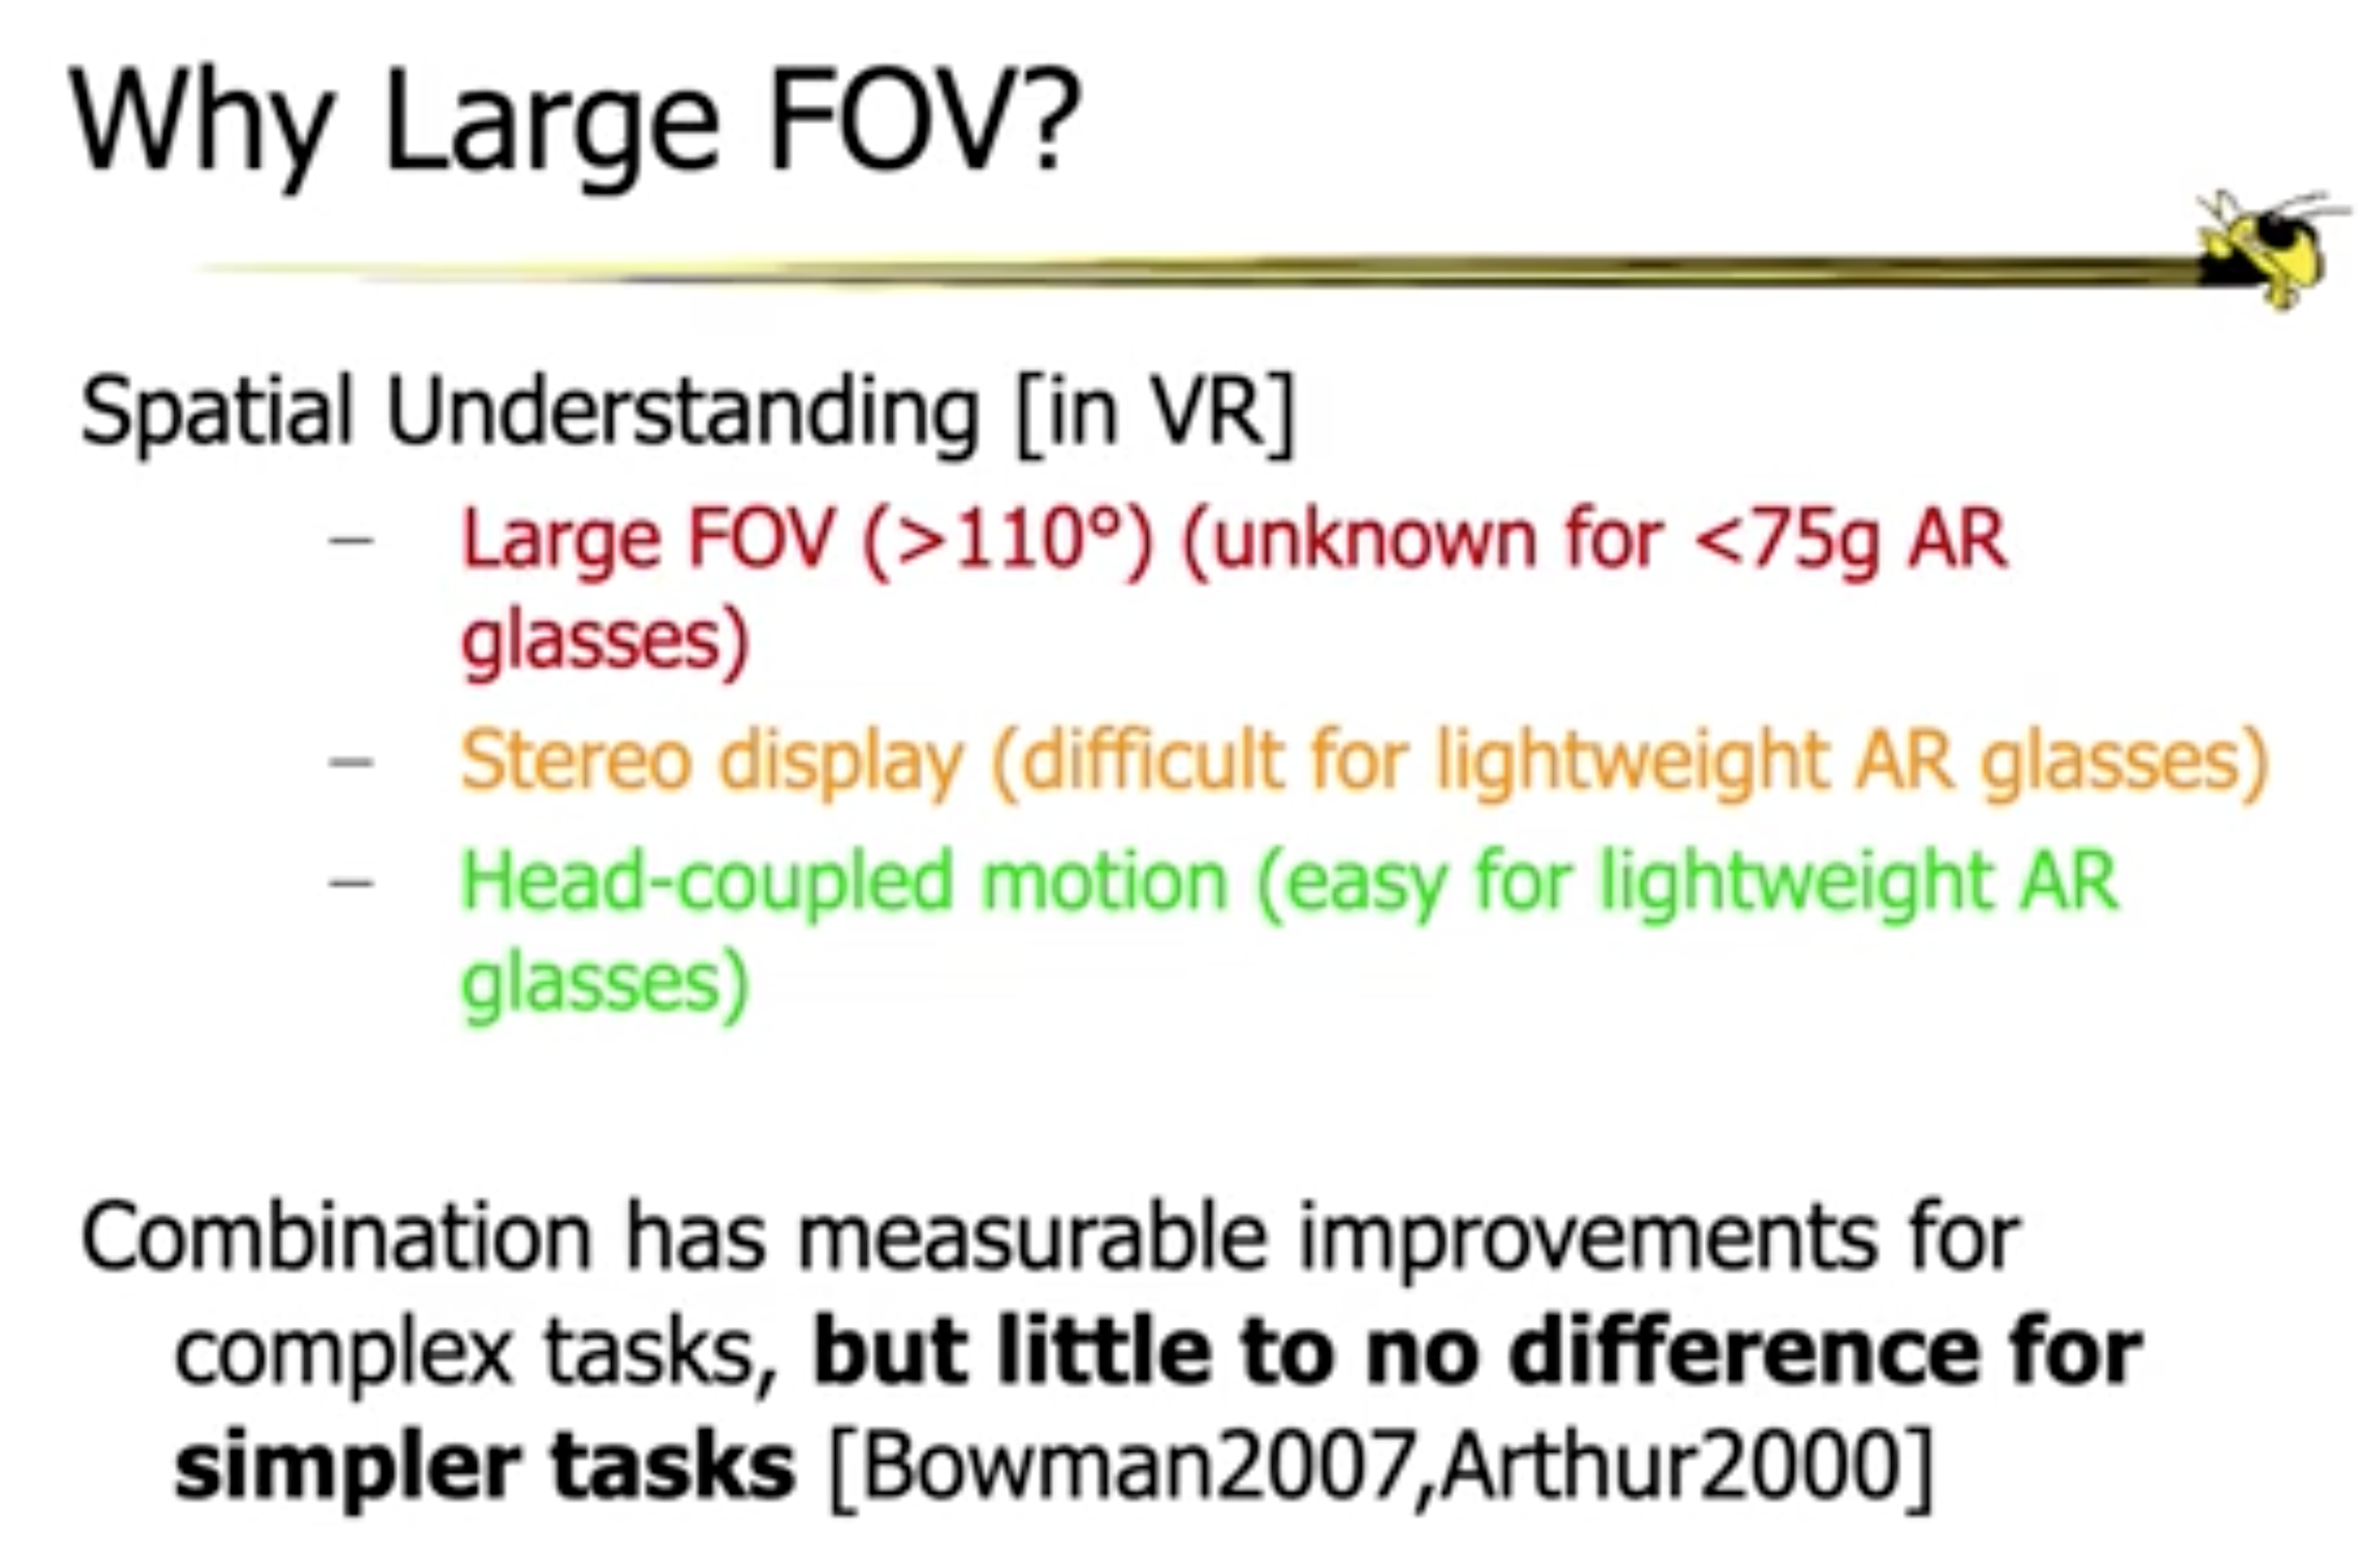 Why Large FOV?
Spatial Understanding [in VR]
– Large FOV (>110°) (unknown for <75g AR
glasses)
– Stereo display (difficult for lightweight AR glasses)
– Head-coupled motion (easy for lightweight AR
glasses)
Combination has measurable improvements for
complex tasks, but little to no difference for
simpler tasks [Bowman2007,Arthur2000]